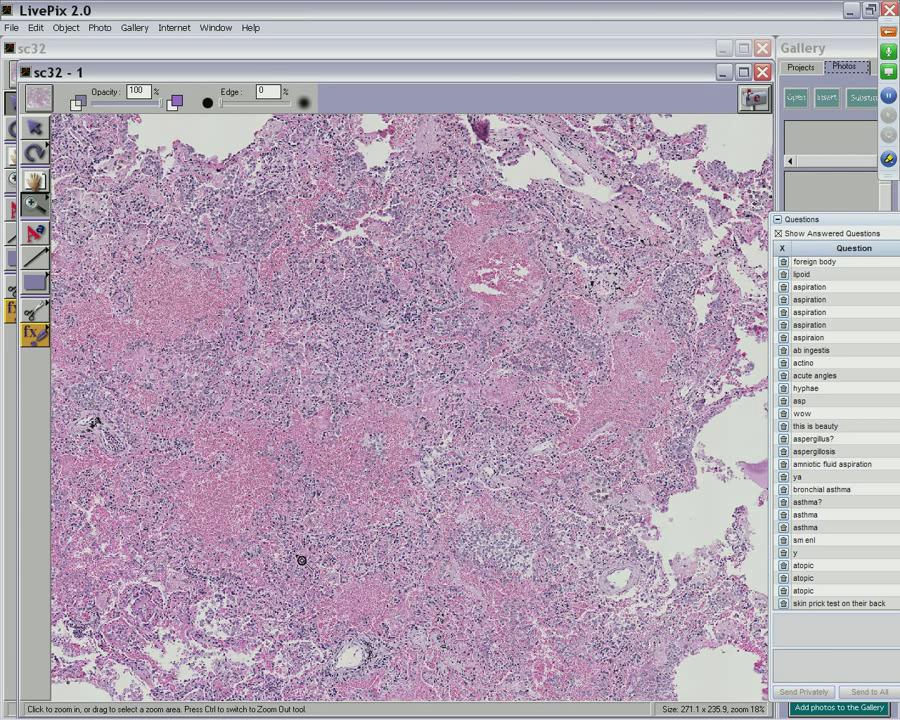 LivePix 2.0
File Edit Object Photo Gallery Internet Window Help
sc32
Gallery
sc32 - 1
Projects Photos
Opacity: 100 % Edge: 0 %
Open Insert
Questions
Show Answered Questions
X Question
foreign body
lipoid
aspiration
aspiration
aspiration
aspiration
aspiraion
ab ingestis
actino
acute angles
hyphae
asp
wow
this is beauty
aspergillus?
aspergillosis
amniotic fluid aspiration
ya
bronchial asthma
asthma?
asthma
asthma
sm enl
y
atopic
atopic
atopic
skin prick test on their back
Send Privately Send to All
Click to zoom in, or drag to select a zoom area. Press Ctrl to switch to Zoom Out tool.
Size: 271.1 x 235.9, zoom 18%
Add photos to the Gallery